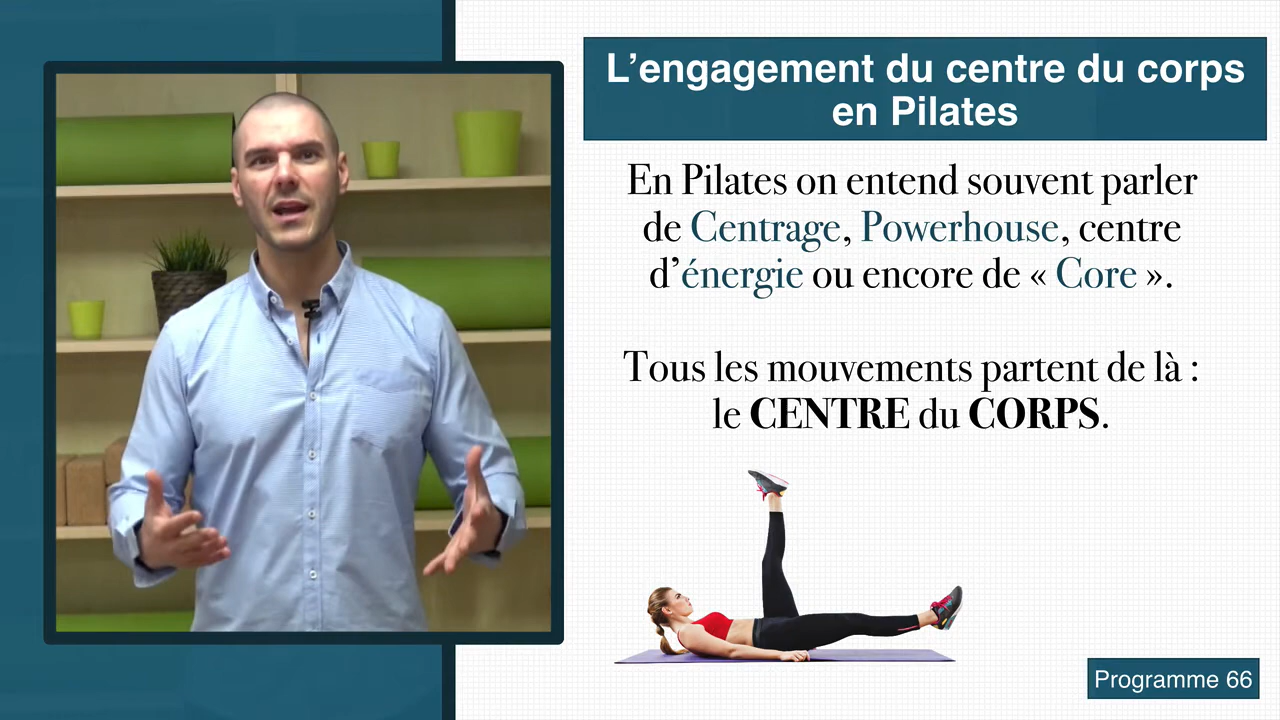 L’engagement du centre du corps
en Pilates
En Pilates on entend souvent parler
de Centrage, Powerhouse, centre
d’énergie ou encore de « Core ».
Tous les mouvements partent de là :
le CENTRE du CORPS.
Programme 66